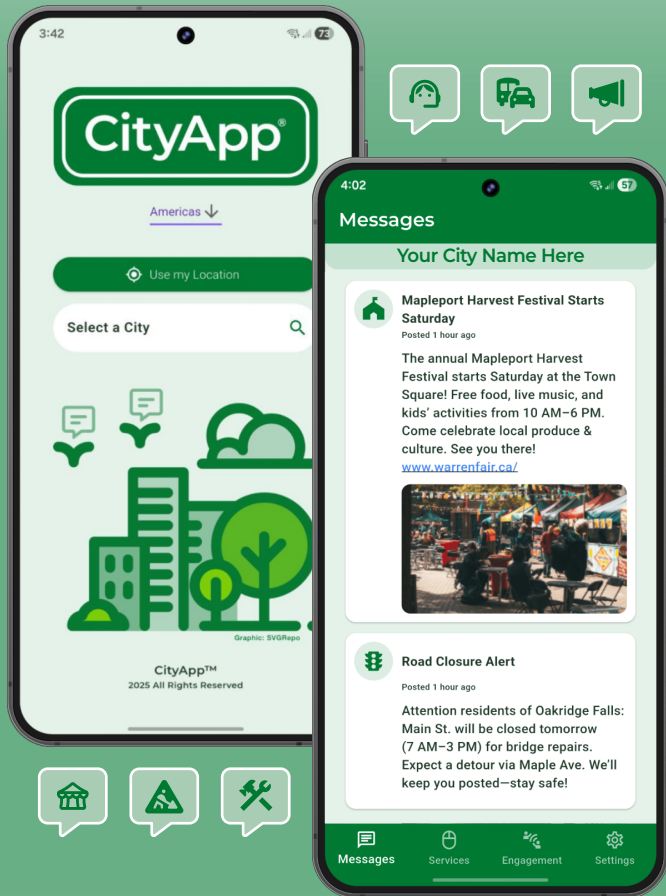 3:42
73
CityApp®
Americas
Use my Location
Select a City
Graphic: SVGRepo
CityApp™
2025 All Rights Reserved
4:02
57
Messages
Your City Name Here
Mapleport Harvest Festival Starts
Saturday
Posted 1 hour ago
The annual Mapleport Harvest
Festival starts Saturday at the Town
Square! Free food, live music, and
kids' activities from 10 AM–6 PM.
Come celebrate local produce &
culture. See you there!
www.warrenfair.ca/
Road Closure Alert
Posted 1 hour ago
Attention residents of Oakridge Falls:
Main St. will be closed tomorrow
(7 AM–3 PM) for bridge repairs.
Expect a detour via Maple Ave. We'll
keep you posted—stay safe!
Messages
Services
Engagement
Settings